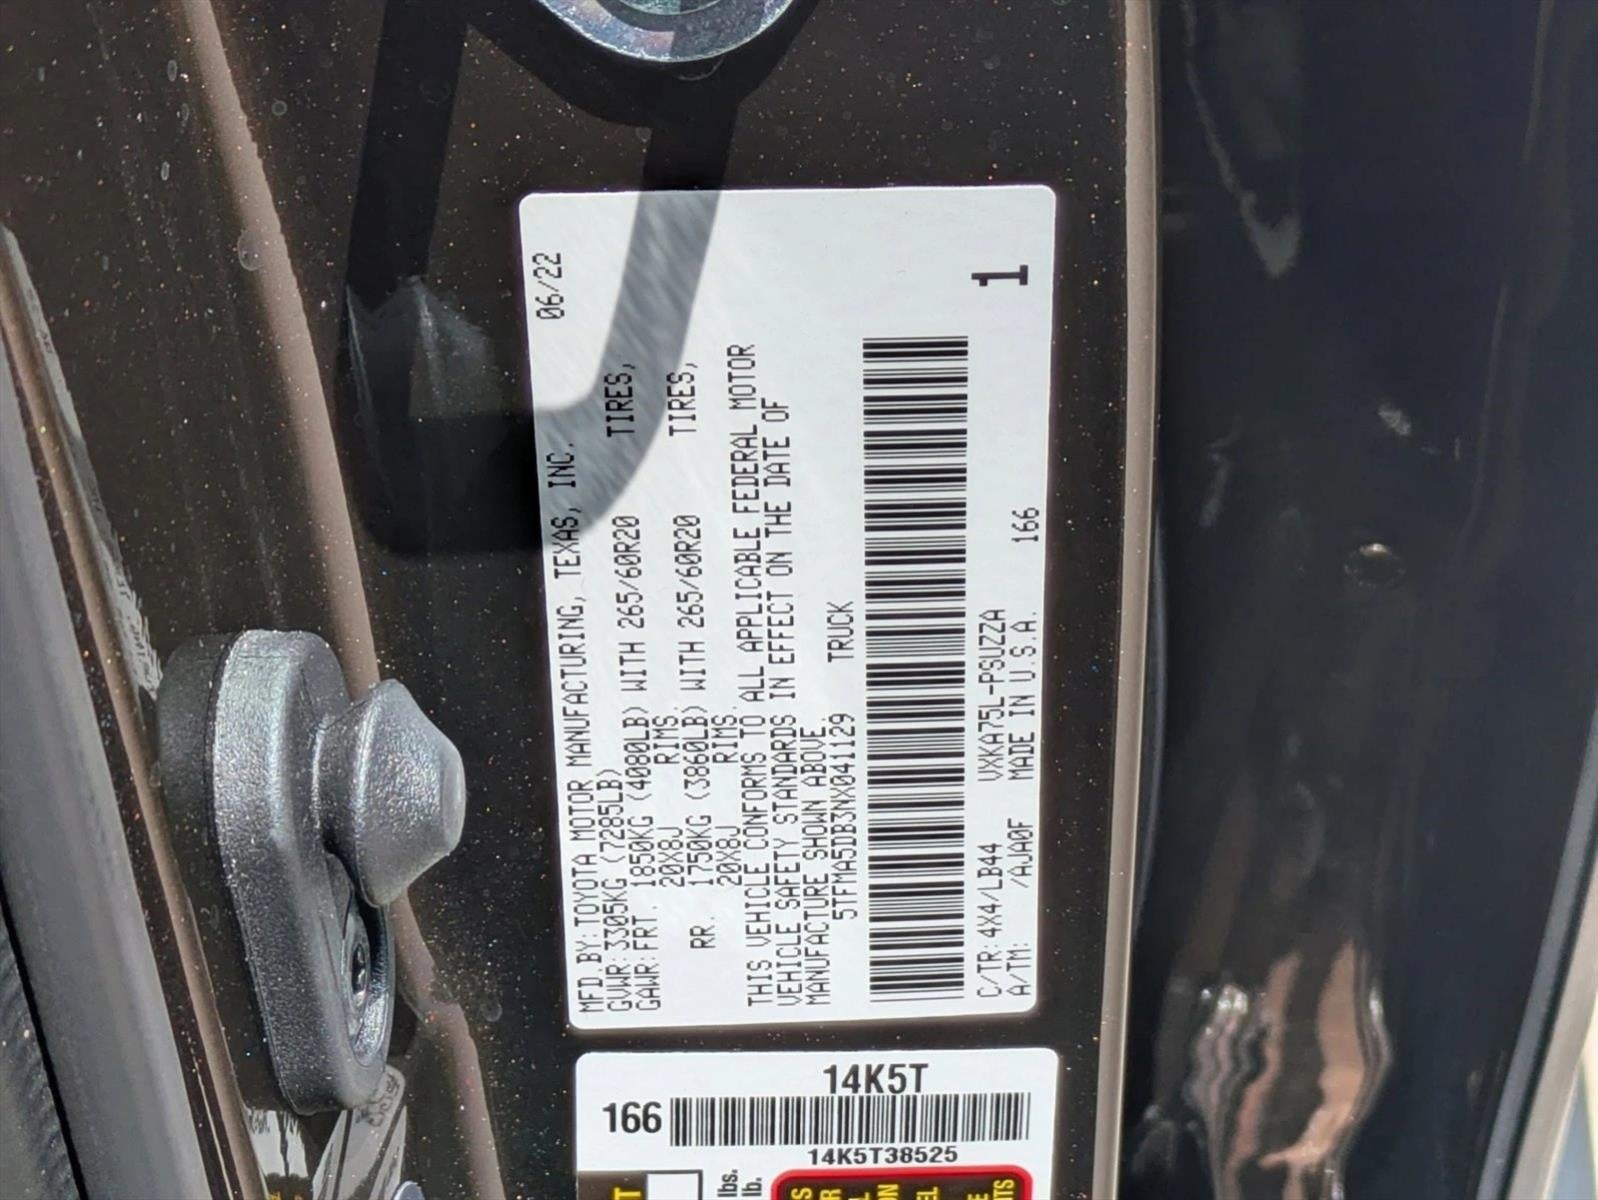 MFD.BY:TOYOTA MOTOR MANUFACTURING, TEXAS, INC. 06/22
GVWR:3305KG (7285LB)
GAWR:FRT. 1850KG (4080LB) WITH 265/60R20 TIRES,
20X8J RIMS.
RR. 1750KG (3860LB) WITH 265/60R20 TIRES,
20X8J RIMS.
THIS VEHICLE CONFORMS TO ALL APPLICABLE FEDERAL MOTOR
VEHICLE SAFETY STANDARDS IN EFFECT ON THE DATE OF
MANUFACTURE SHOWN ABOVE.
5TFMA5DB3NX041129 TRUCK
C/TR:4X4/LB44 VXKA75L-PSUZZA 1
A/TM: /AJA0F MADE IN U.S.A. 166
14K5T
166
14K5T38525
lbs.
lb.